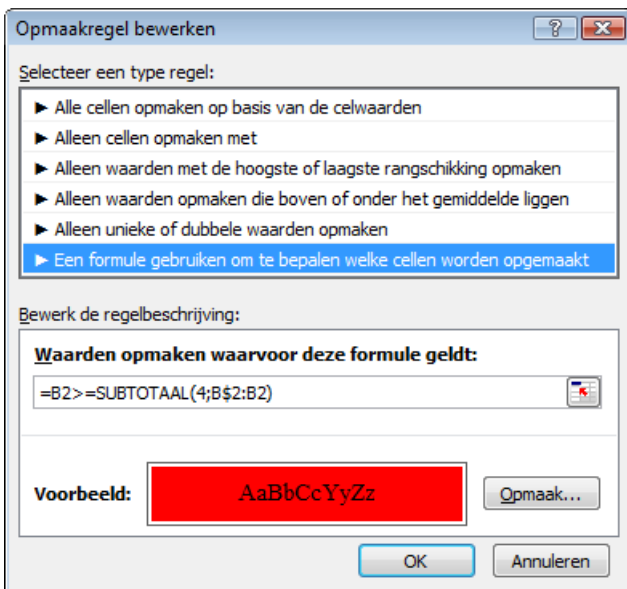 Opmaakregel bewerken
Selecteer een type regel:
► Alle cellen opmaken op basis van de celwaarden
► Alleen cellen opmaken met
► Alleen waarden met de hoogste of laagste rangschikking opmaken
► Alleen waarden opmaken die boven of onder het gemiddelde liggen
► Alleen unieke of dubbele waarden opmaken
► Een formule gebruiken om te bepalen welke cellen worden opgemaakt
Bewerk de regelbeschrijving:
Waarden opmaken waarvoor deze formule geldt:
=B2>=SUBTOTAAL(4;B$2:B2)
Voorbeeld: AaBbCcYyZz Opmaak...
OK Annuleren